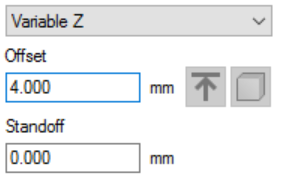 Variable Z
Offset
4.000 mm
Standoff
0.000 mm